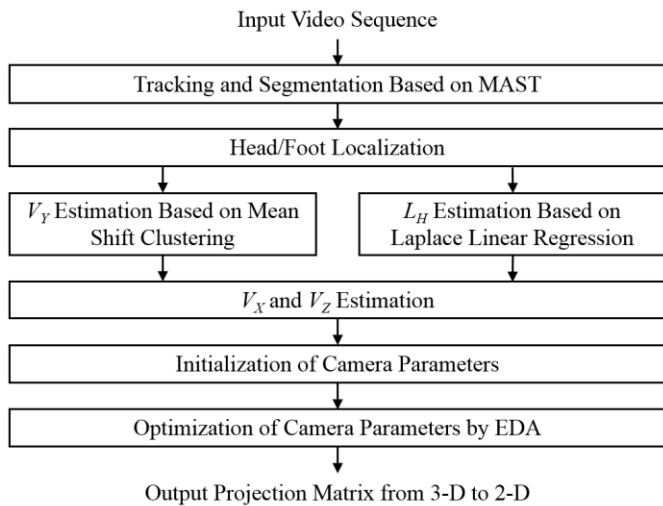 Input Video Sequence
Tracking and Segmentation Based on MAST
Head/Foot Localization
V_Y Estimation Based on Mean
Shift Clustering
L_H Estimation Based on
Laplace Linear Regression
V_X and V_Z Estimation
Initialization of Camera Parameters
Optimization of Camera Parameters by EDA
Output Projection Matrix from 3-D to 2-D